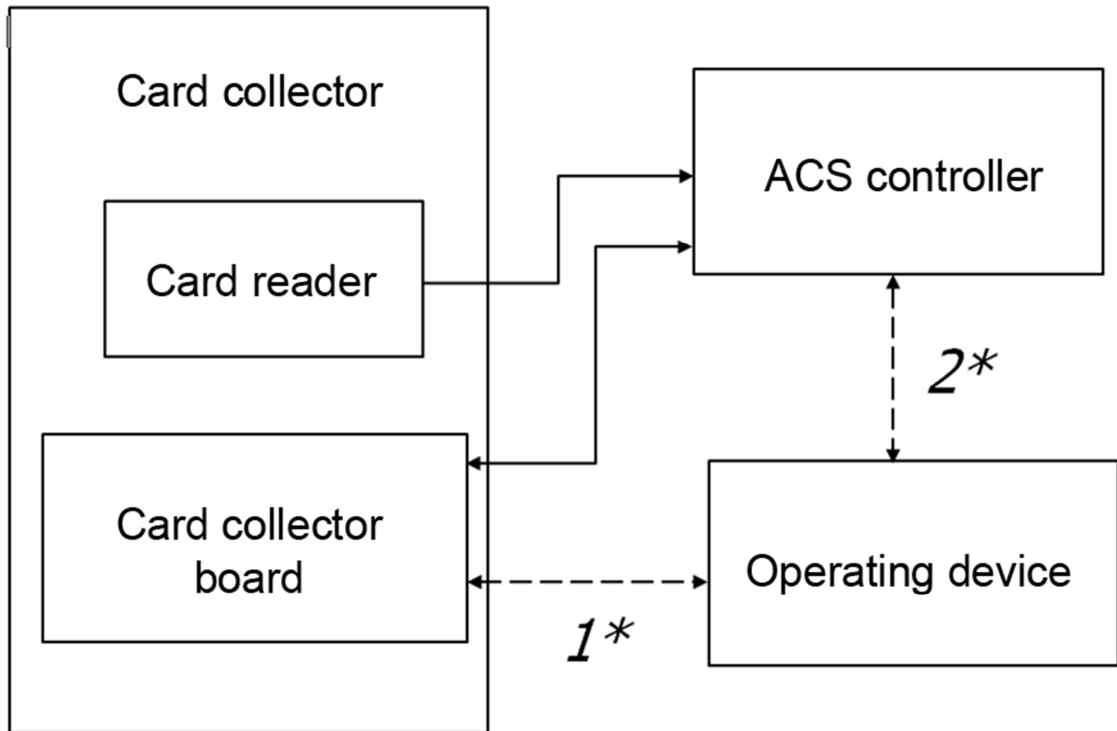 Card collector
ACS controller
Card reader
2*
Card collector
board
Operating device
1*